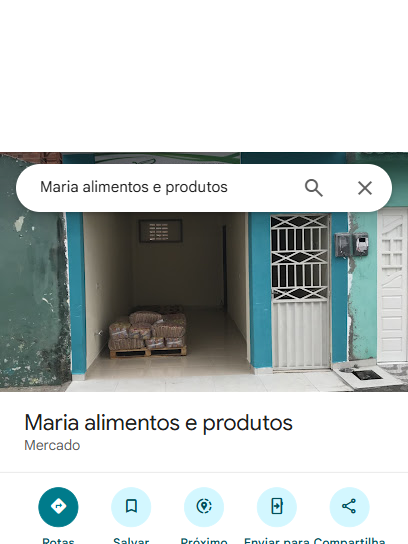 Maria alimentos e produtos
Maria alimentos e produtos
Mercado
Rotas Salvar Próximo Enviar para Compartilha